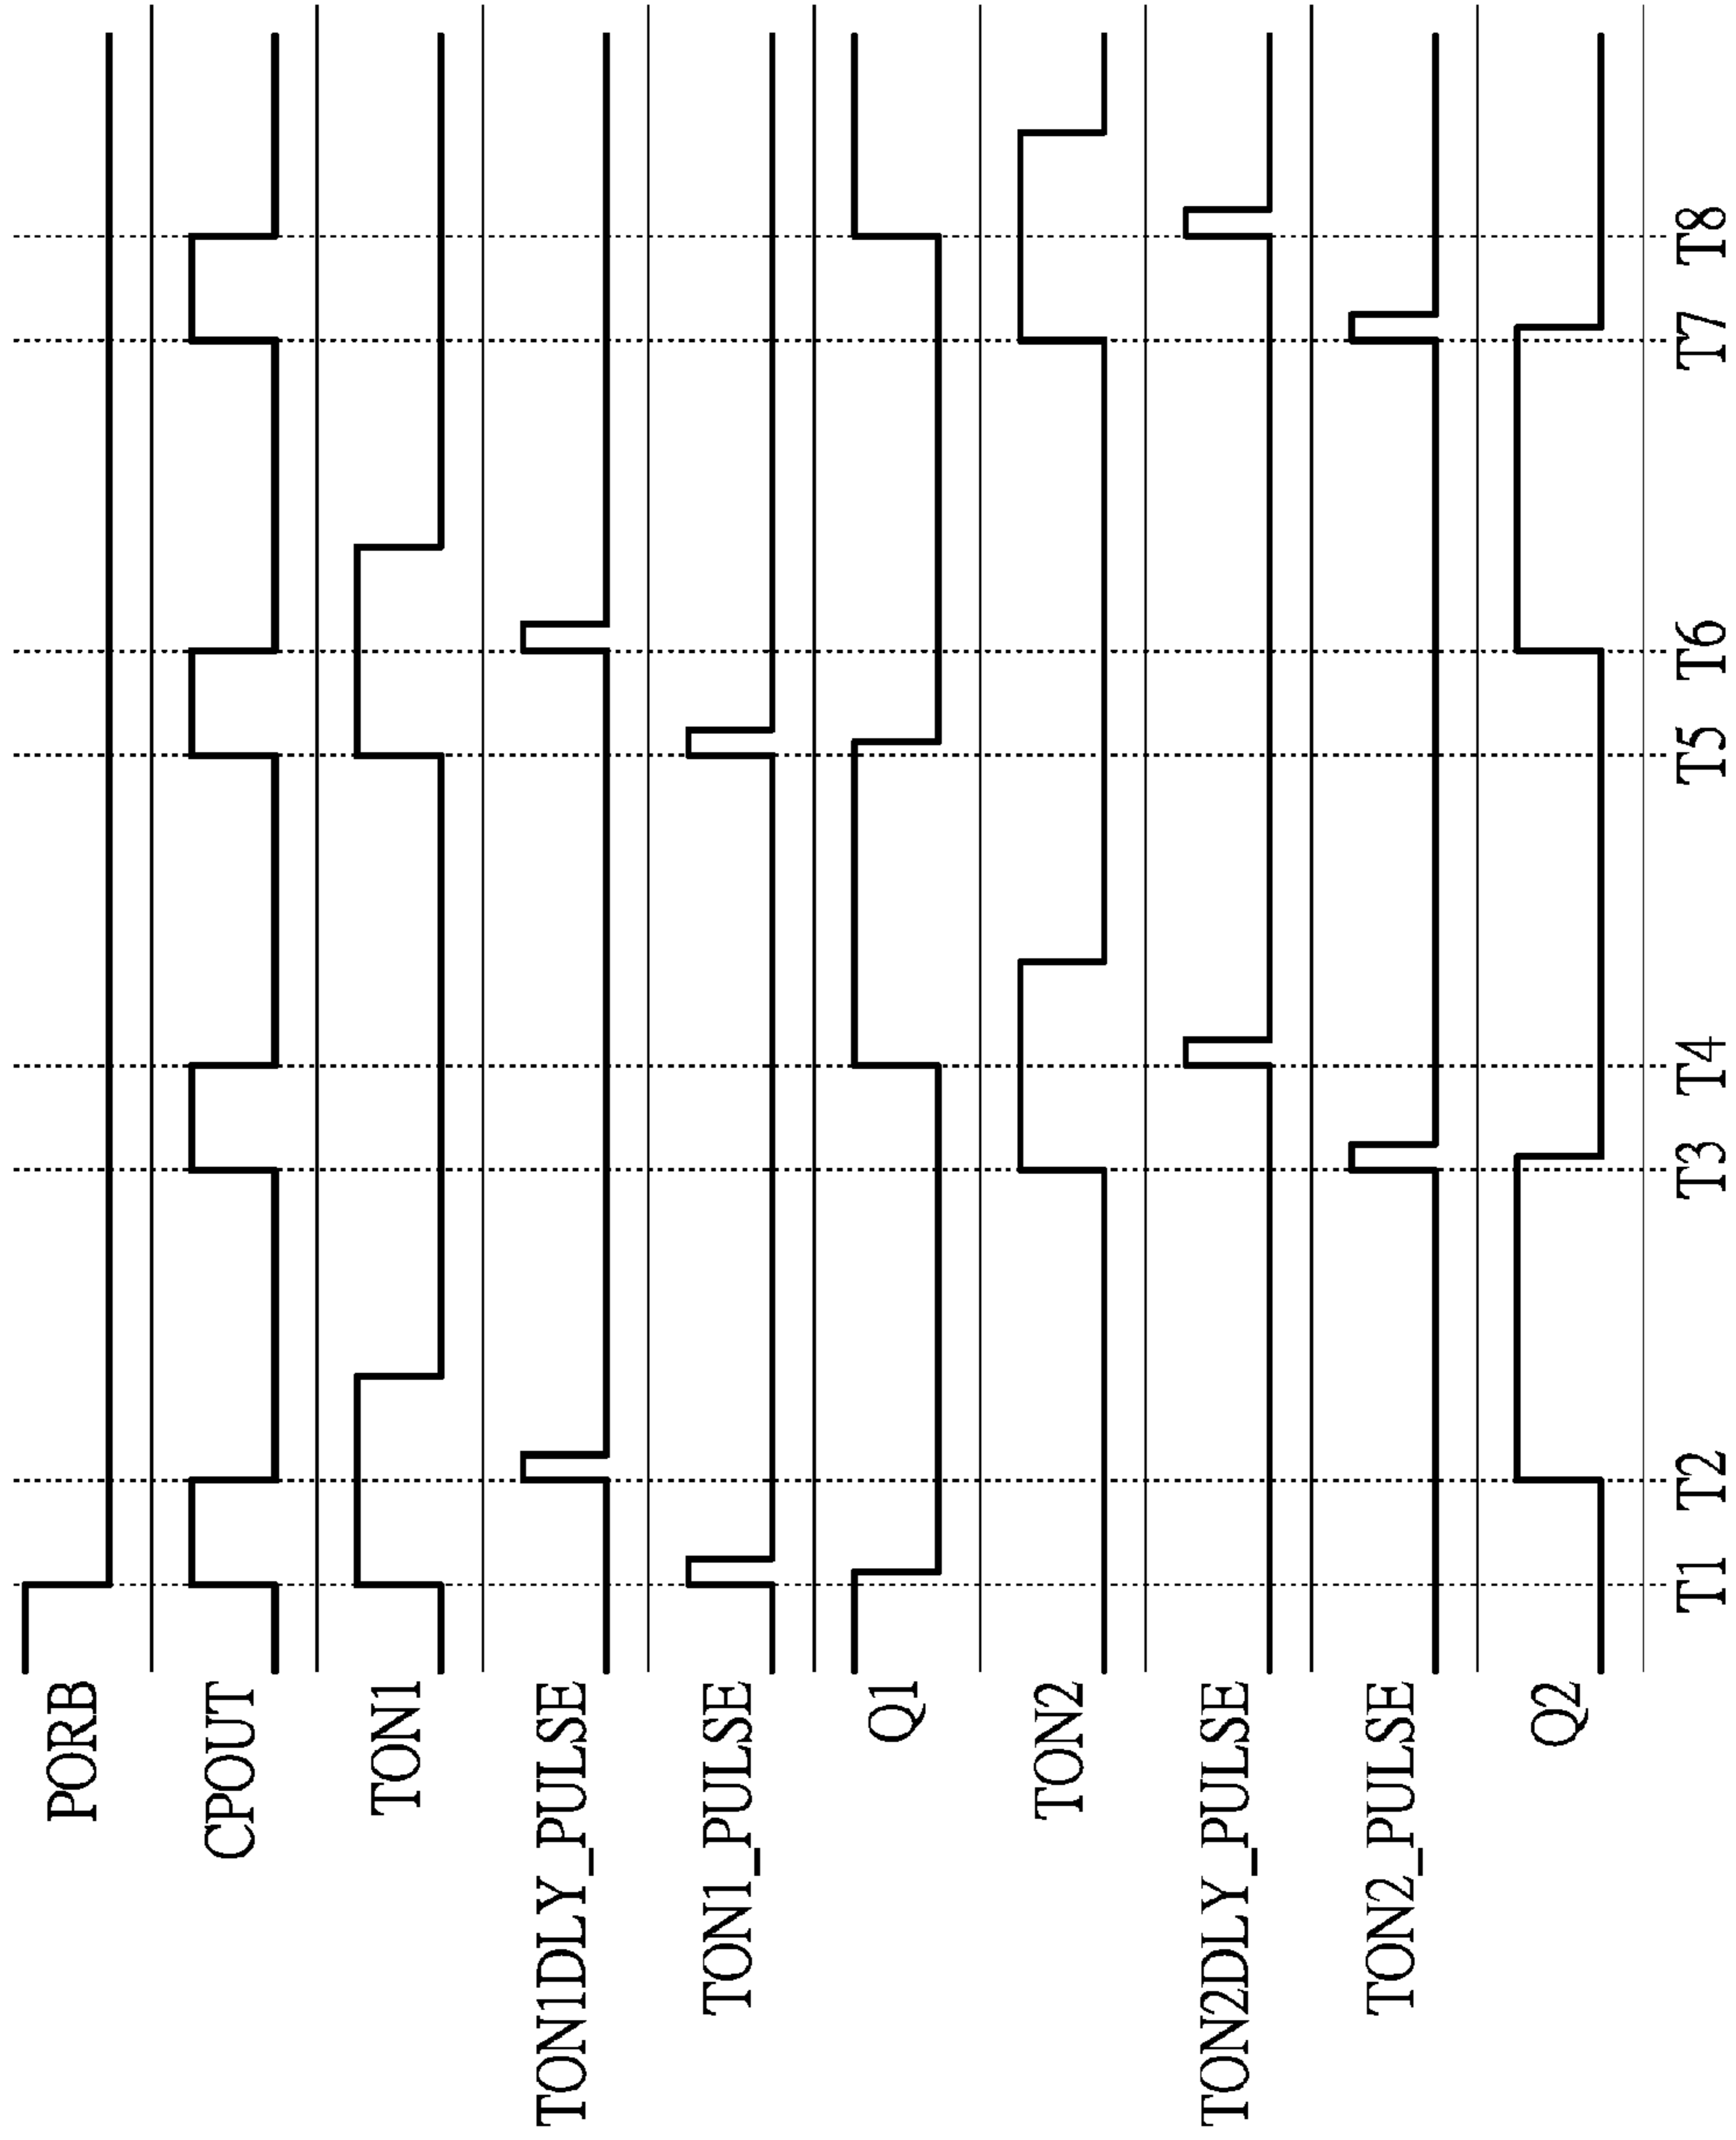 PORB
CPOUT
TON1
TON1DLY_PULSE
TON1_PULSE
Q1
TON2
TON2DLY_PULSE
TON2_PULSE
Q2
T1 T2 T3 T4 T5 T6 T7 T8